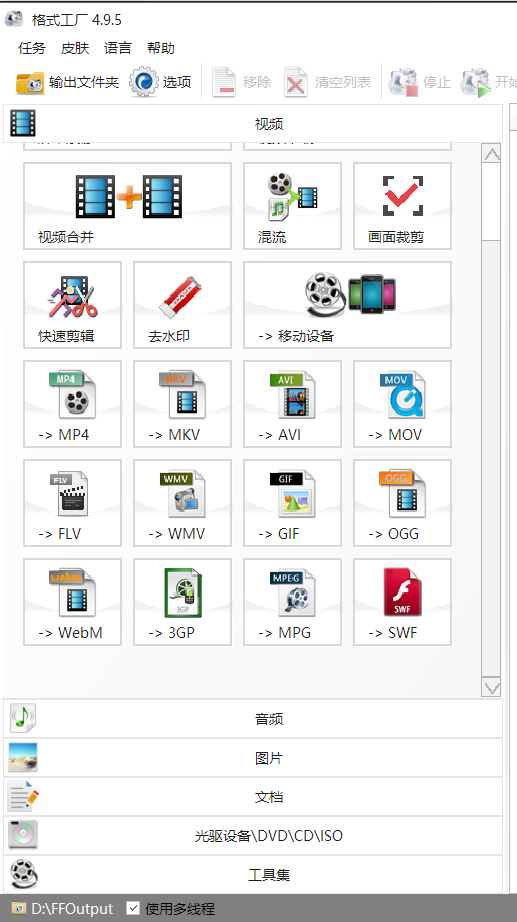 格式工厂 4.9.5
任务 皮肤 语言 帮助
输出文件夹 选项 移除 清空列表 停止 开始
视频
视频合并 混流 画面裁剪
快速剪辑 去水印 -> 移动设备
MP4 MKV AVI MOV
-> MP4 -> MKV -> AVI -> MOV
FLV WMV GIF OGG
-> FLV -> WMV -> GIF -> OGG
webm 3GP MPEG SWF
-> WebM -> 3GP -> MPG -> SWF
音频
图片
文档
光驱设备\DVD\CD\ISO
工具集
D:\FFOutput 使用多线程